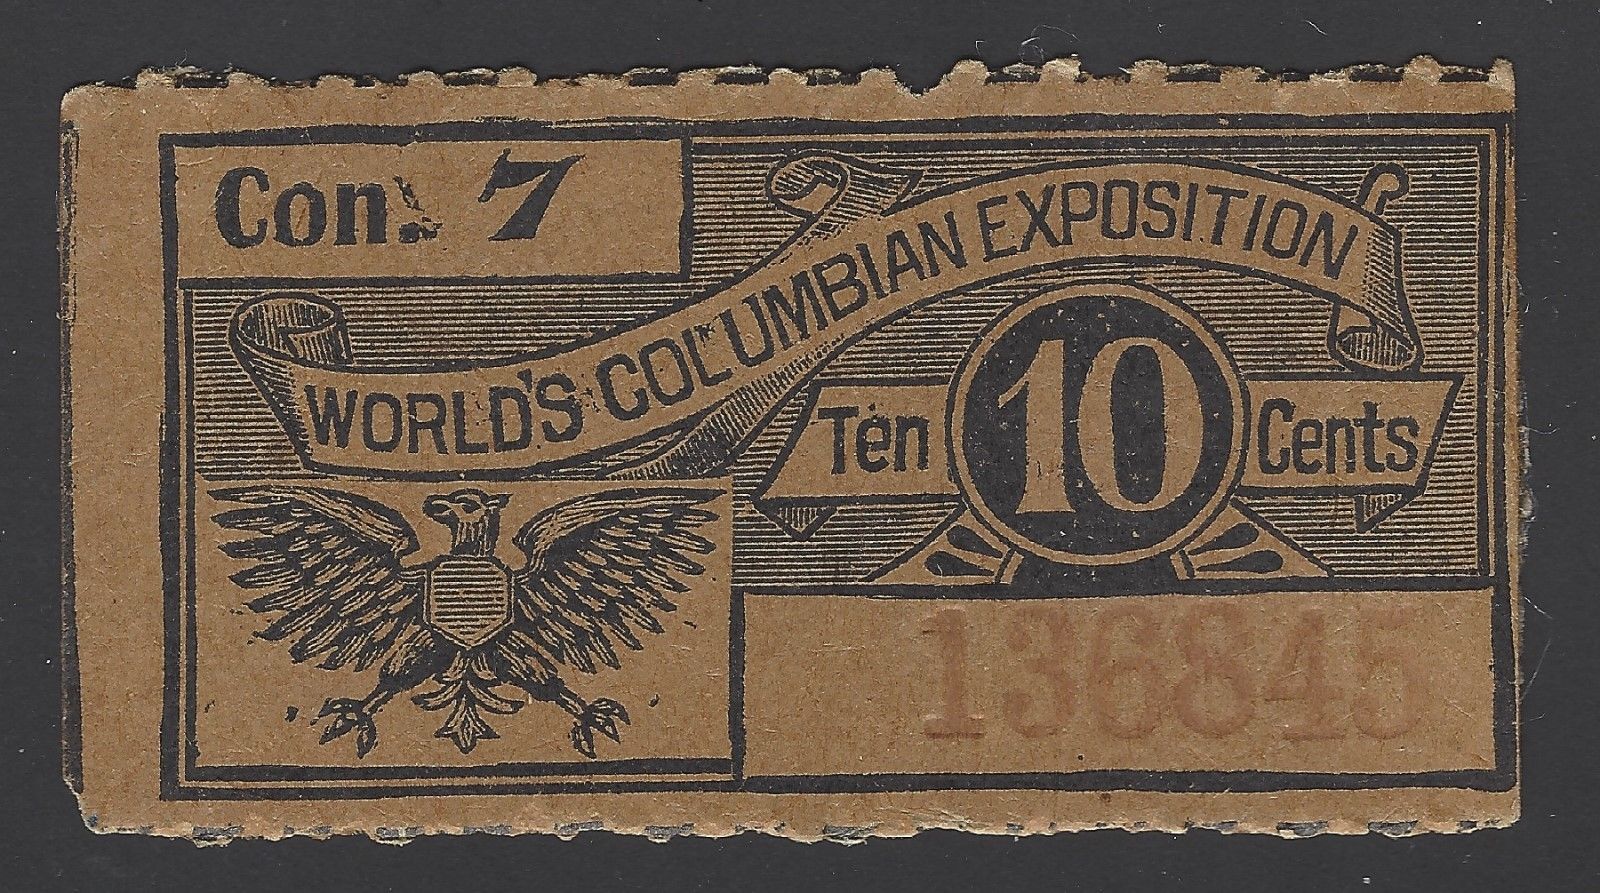 Con. 7
WORLD'S COLUMBIAN EXPOSITION
Ten 10 Cents
136845